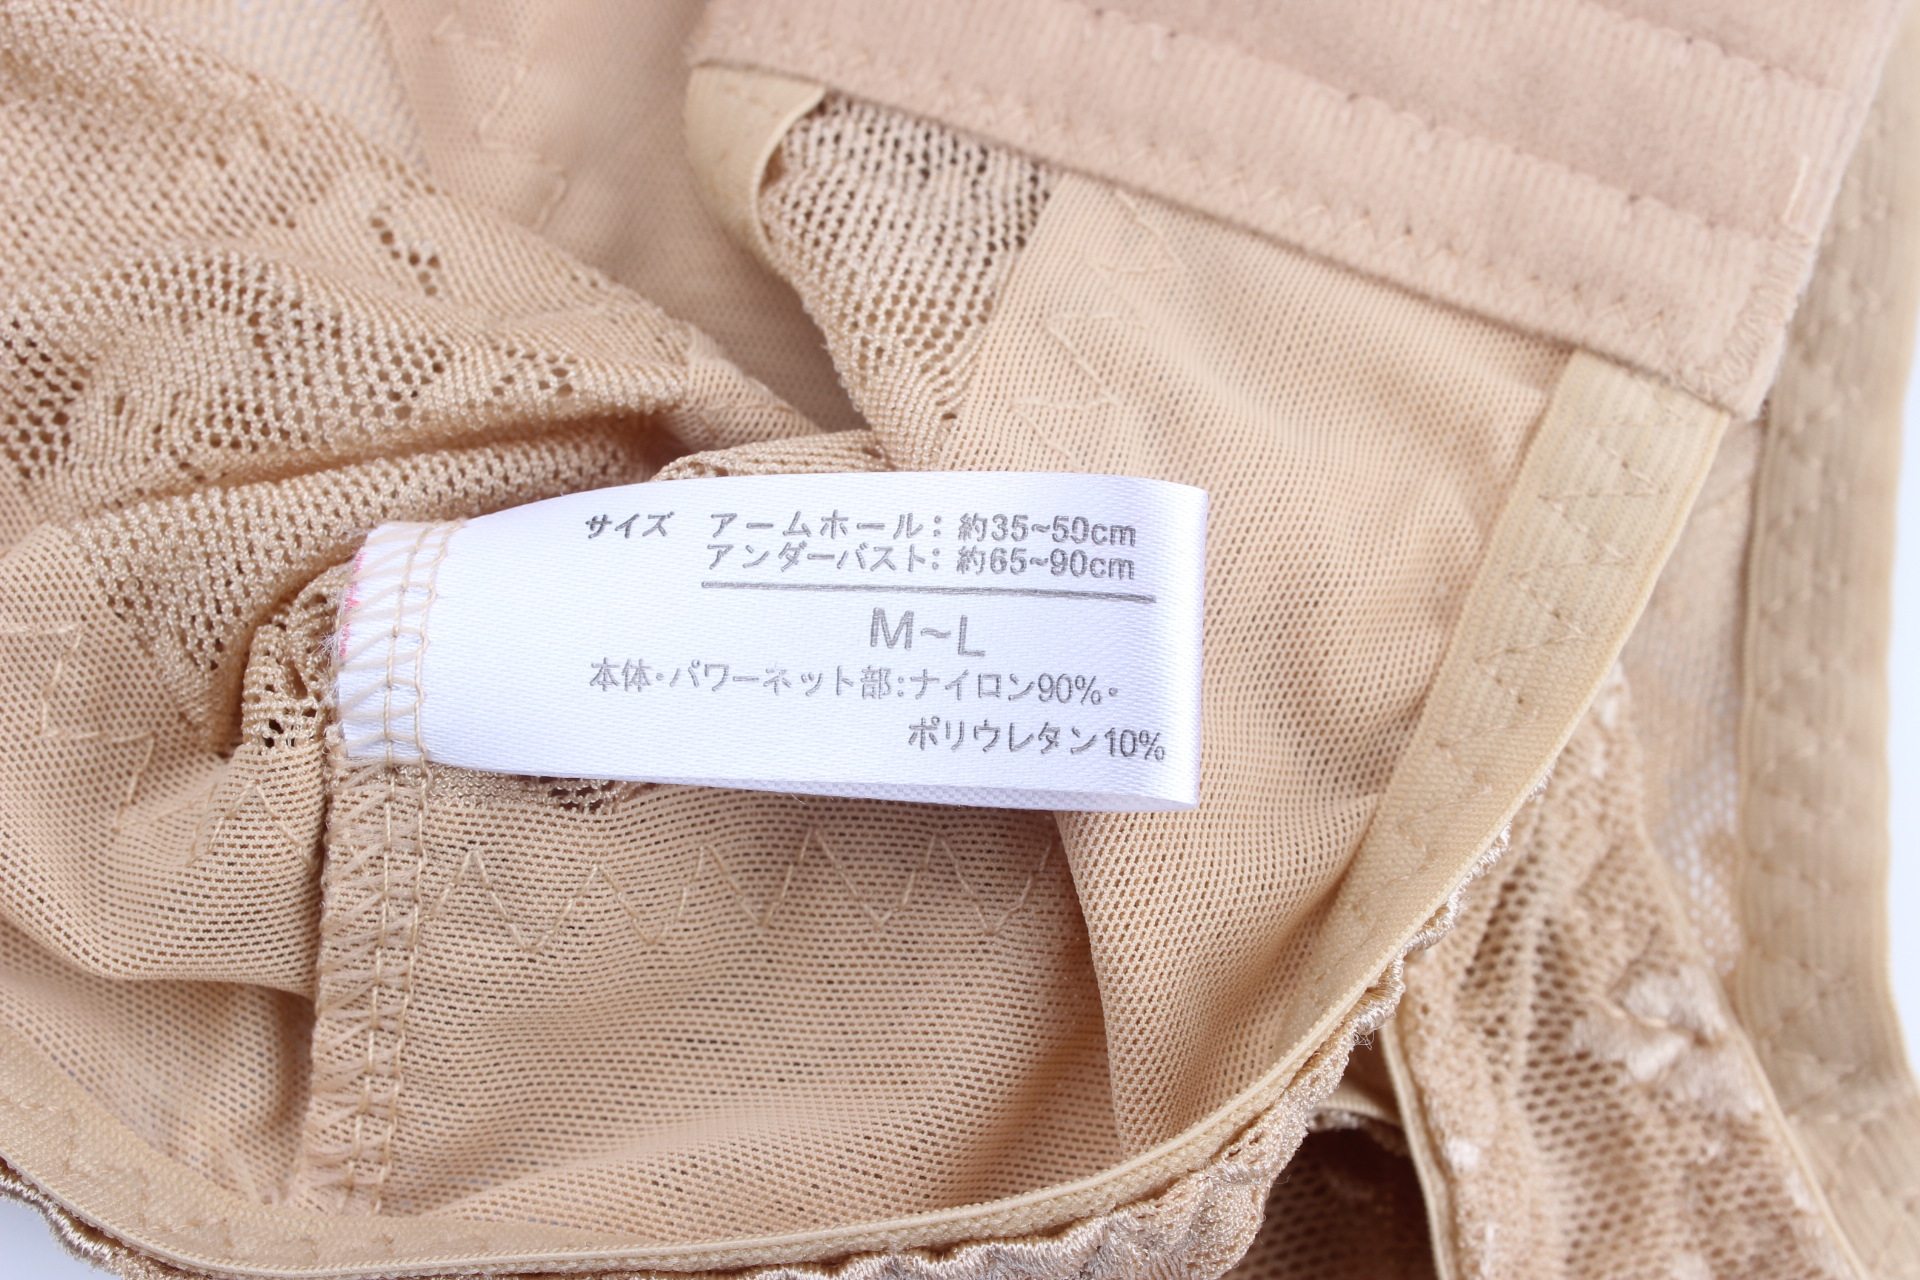 サイズ アームホール：約35~50cm
アンダーバスト：約65~90cm
M~L
本体・パワーネット部：ナイロン90%・
ポリウレタン10%